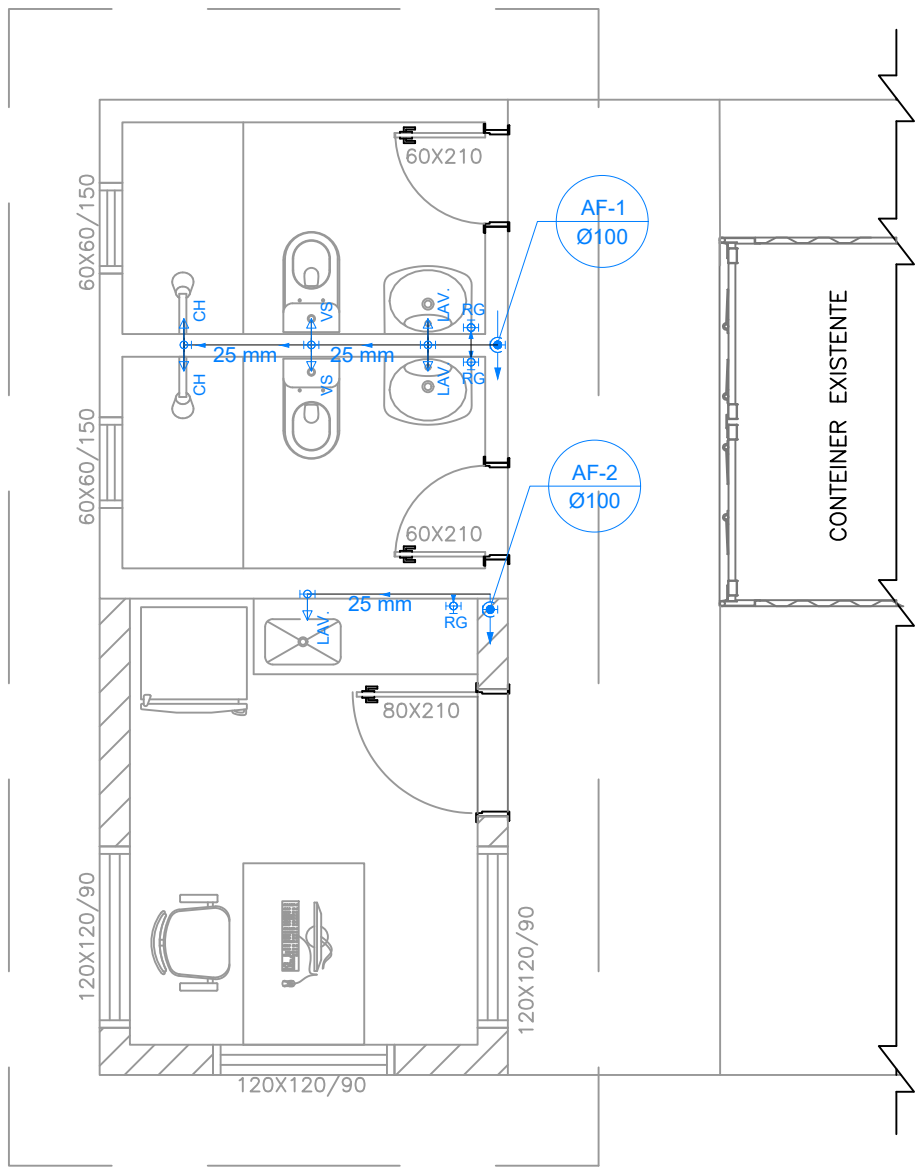 60X210
60X60/150
AF-1
Ø100
CH
VS
LAV.
RG
25 mm
25 mm
CH
VS
LAV.
RG
CONTEINER EXISTENTE
60X60/150
AF-2
Ø100
60X210
25 mm
LAV.
RG
80X210
120X120/90
120X120/90
120X120/90